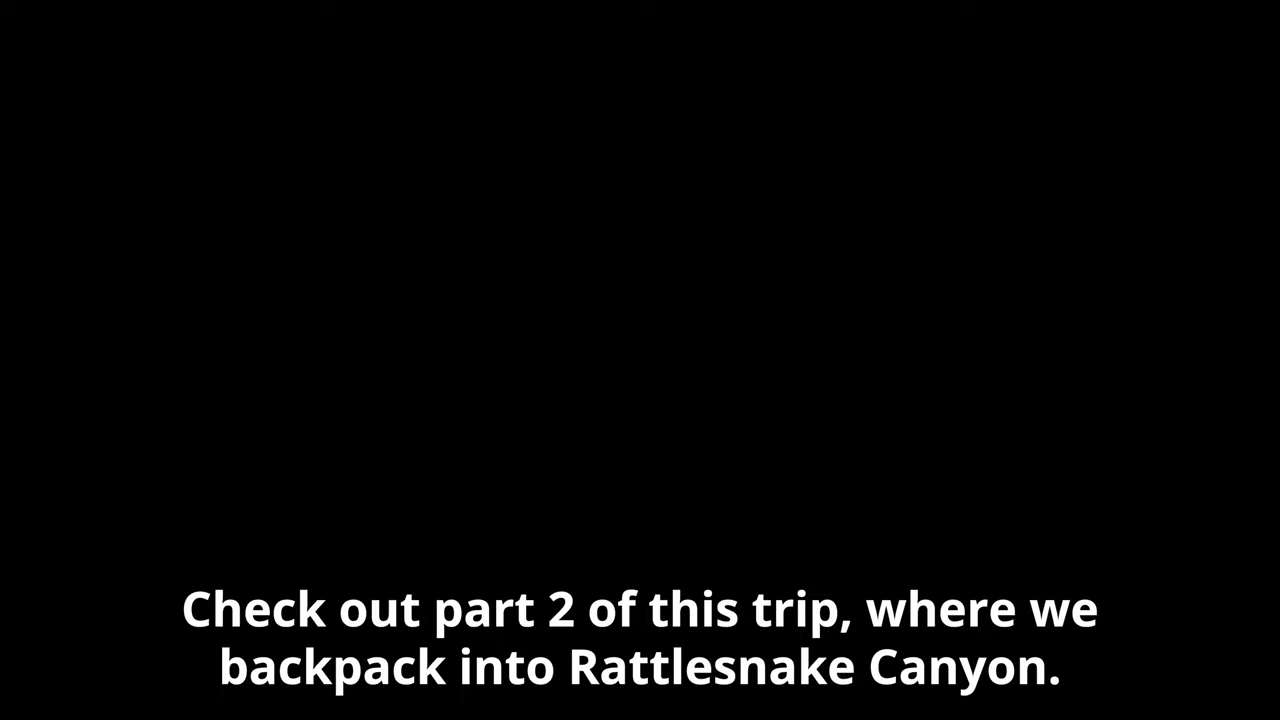 Check out part 2 of this trip, where we
backpack into Rattlesnake Canyon.